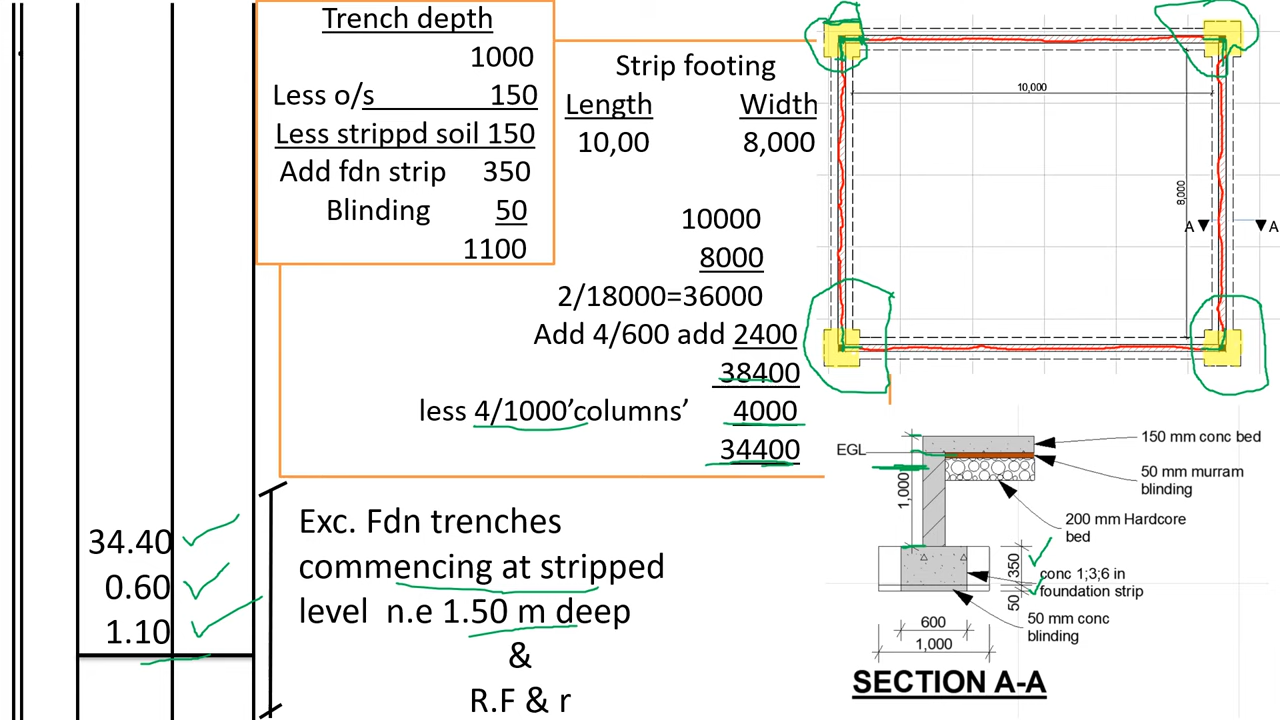 Trench depth
1000
Less o/s 150
Less strippd soil 150
Add fdn strip 350
Blinding 50
1100
Strip footing
Length Width
10,00 8,000
10000
8000
2/18000=36000
Add 4/600 add 2400
38400
less 4/1000’columns’ 4000
34400
34.40
0.60
1.10
Exc. Fdn trenches
commencing at stripped
level n.e 1.50 m deep
&
R.F & r
10,000
8,000
A A
EGL
1,000
150 mm conc bed
50 mm murram
blinding
200 mm Hardcore
bed
350
conc 1;3;6 in
foundation strip
50
50 mm conc
blinding
600
1,000
SECTION A-A